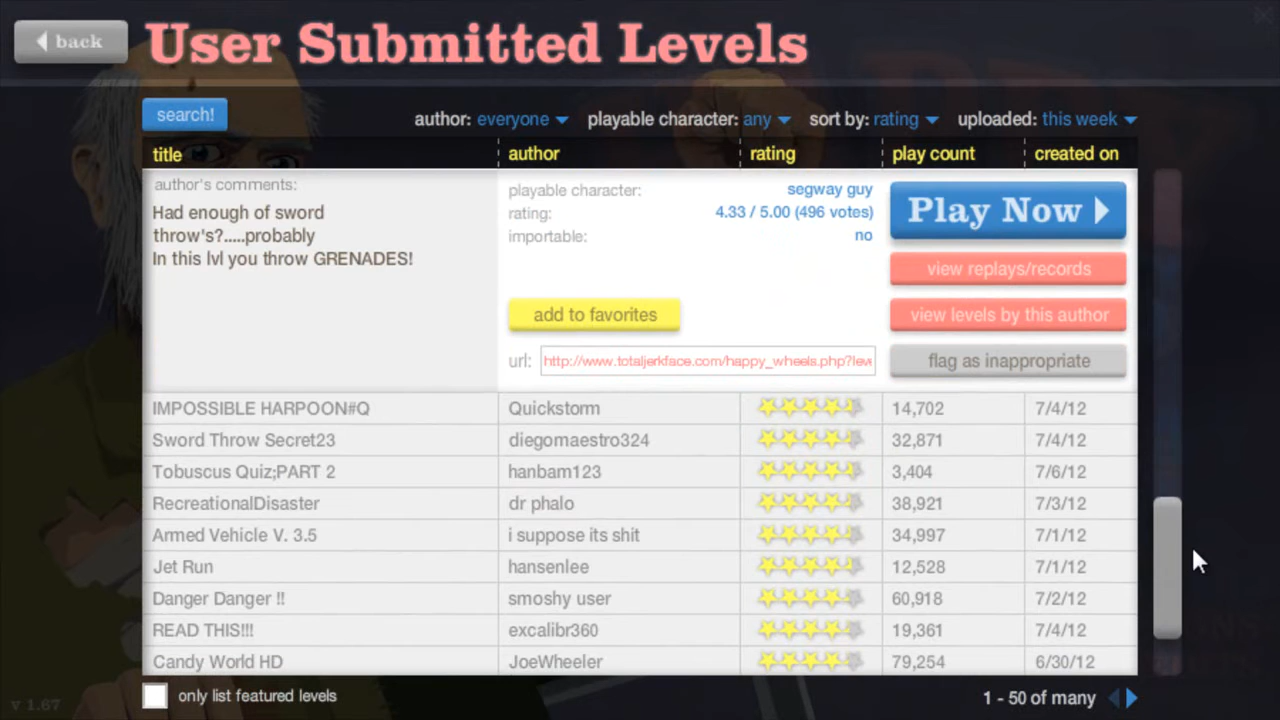 back
User Submitted Levels
search!
author: everyone
playable character: any
sort by: rating
uploaded: this week
title
author
rating
play count
created on
author's comments:
Had enough of sword
throw's?.....probably
In this lvl you throw GRENADES!
playable character: segway guy
rating: 4.33 / 5.00 (496 votes)
importable: no
add to favorites
url: http://www.totaljerkface.com/happy_wheels.php?leve
Play Now
view replays/records
view levels by this author
flag as inappropriate
IMPOSSIBLE HARPOON#Q Quickstorm 14,702 7/4/12
Sword Throw Secret23 diegomaestro324 32,871 7/4/12
Tobuscus Quiz;PART 2 hanbam123 3,404 7/6/12
RecreationalDisaster dr phalo 38,921 7/3/12
Armed Vehicle V. 3.5 i suppose its shit 34,997 7/1/12
Jet Run hansenlee 12,528 7/1/12
Danger Danger !! smoshy user 60,918 7/2/12
READ THIS!!! excalibr360 19,361 7/4/12
Candy World HD JoeWheeler 79,254 6/30/12
only list featured levels
1 - 50 of many
v 1.67